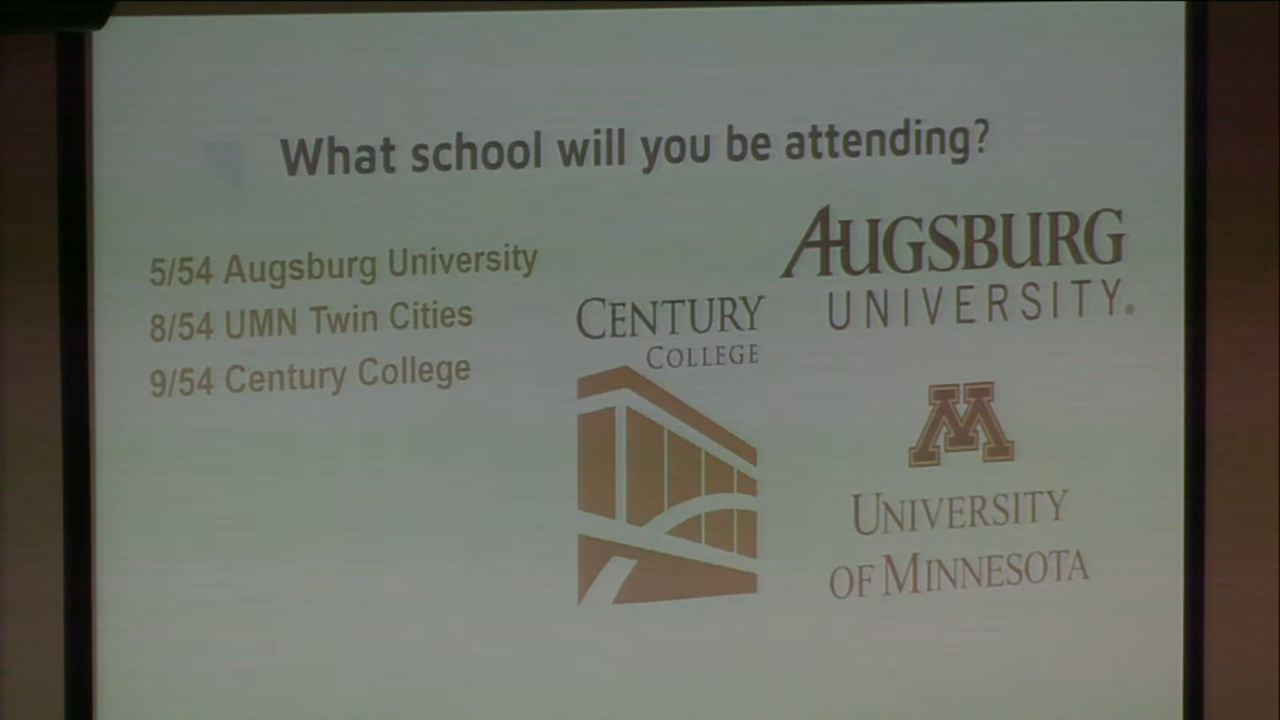 What school will you be attending?
5/54 Augsburg University
8/54 UMN Twin Cities
9/54 Century College
CENTURY
COLLEGE
AUGSBURG
UNIVERSITY®
M
UNIVERSITY
OF MINNESOTA